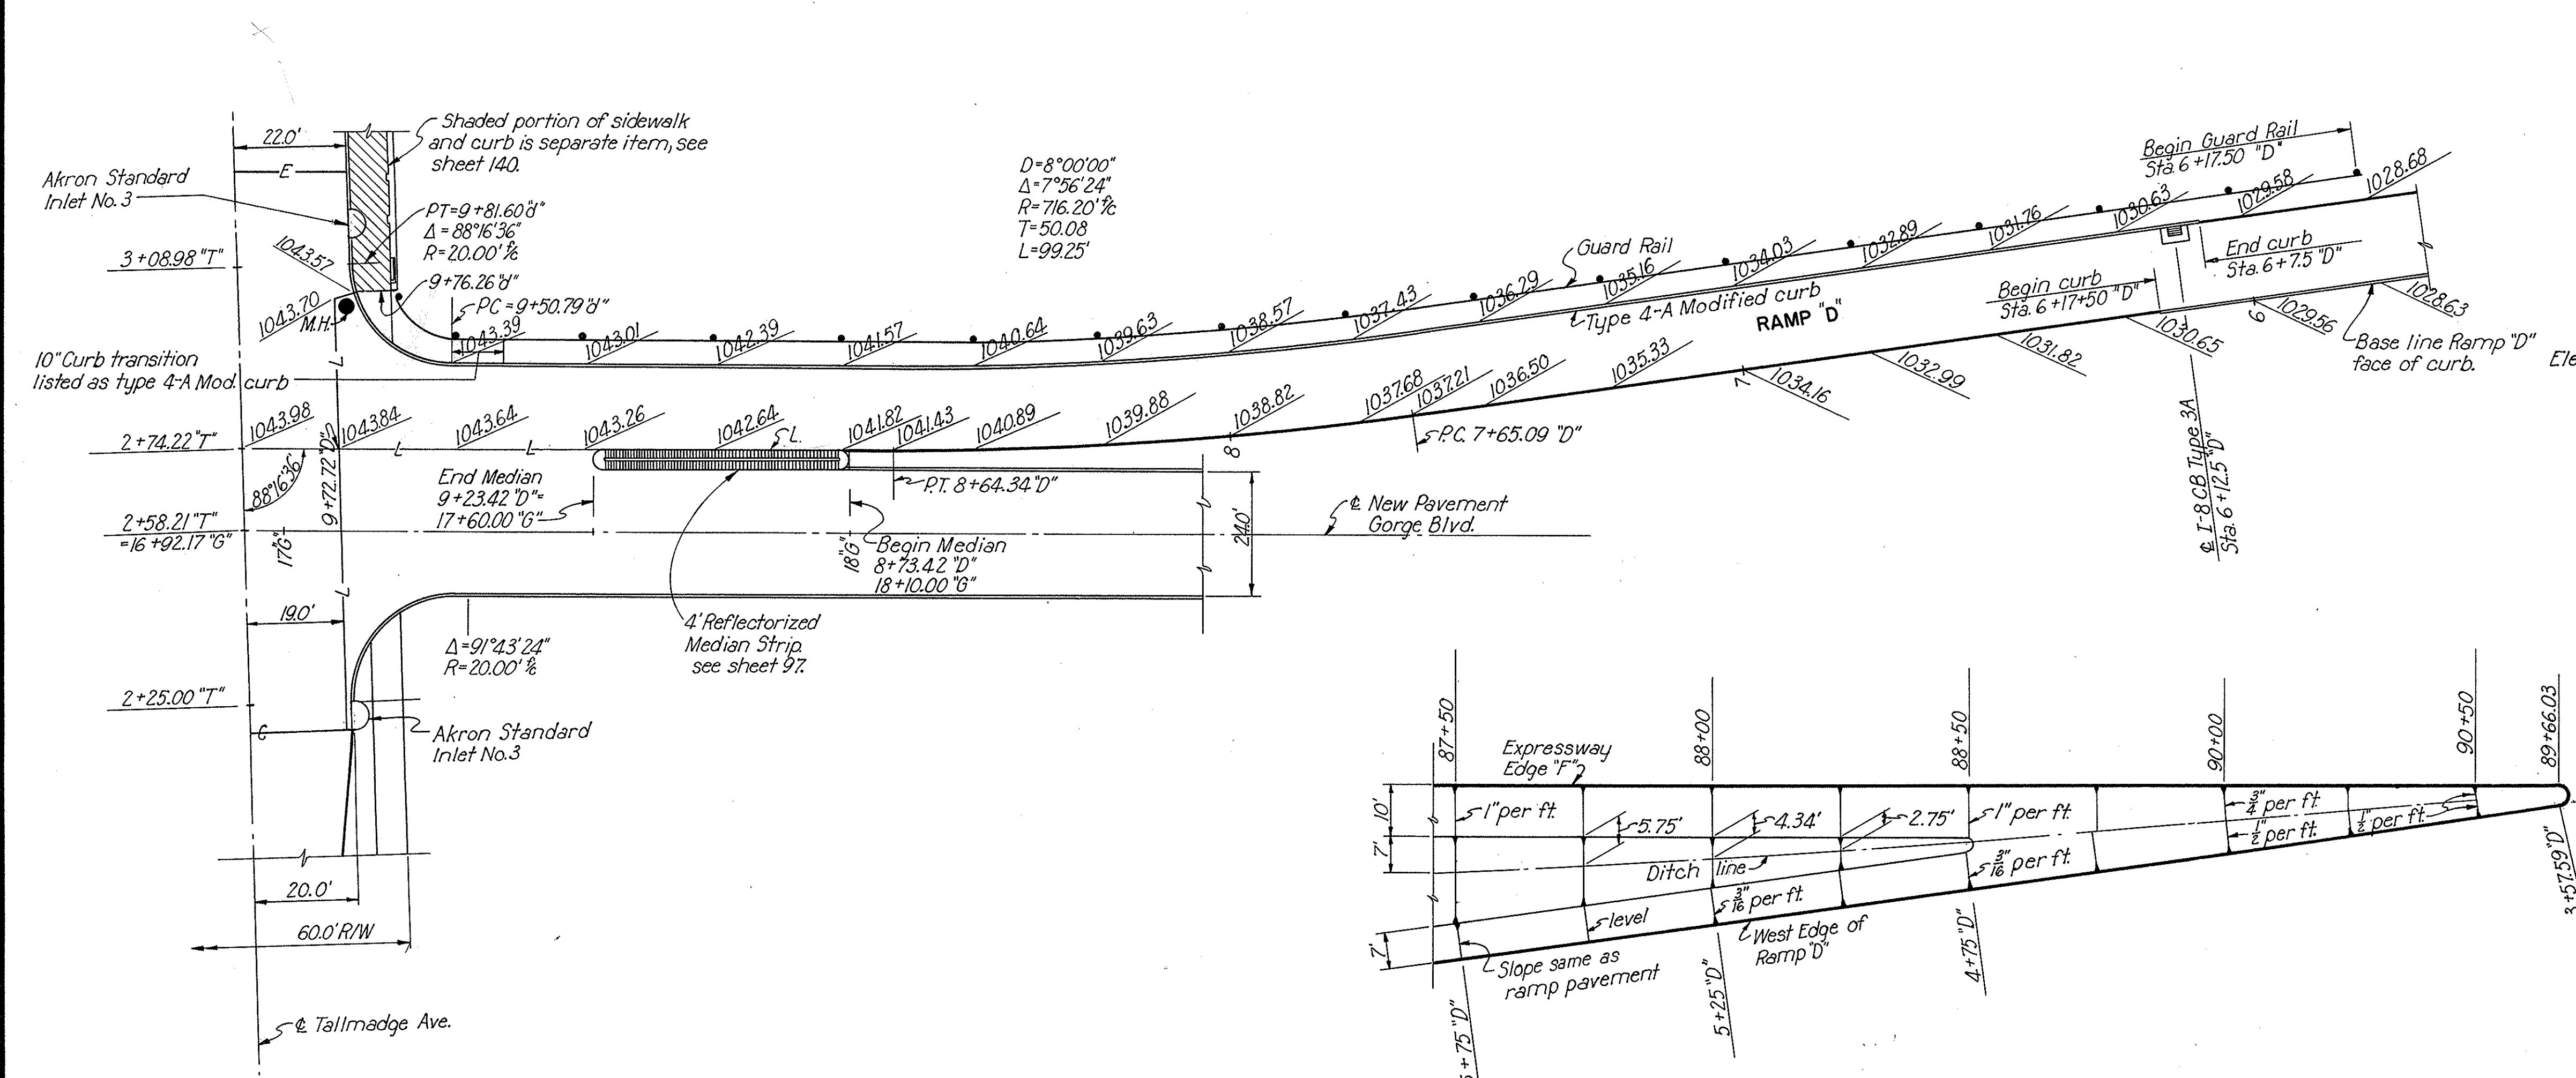 22.0'
E
Akron Standard
Inlet No. 3
Shaded portion of sidewalk
and curb is separate item, see
sheet 140.
PT = 9+81.60 "d"
Δ = 88°16'36"
R = 20.00' f/c
9+76.26 "d"
PC = 9+50.79 "d"
3+08.98 "T"
1043.57
1043.70
M.H.
10" Curb transition
listed as type 4-A Mod. curb
D=8°00'00"
Δ=7°56'24"
R=716.20' f/c
T=50.08
L=99.25'
1043.39
1043.01
1042.39
1041.57
1040.64
1039.63
1038.57
1037.43
1036.29
1035.16
1034.03
1032.89
1031.76
1030.63
1029.58
1028.68
Guard Rail
Begin Guard Rail
Sta. 6+17.50 "D"
Type 4-A Modified curb
RAMP "D"
Begin curb
Sta. 6+17+50 "D"
End curb
Sta. 6+7.5 "D"
2+74.22 "T"
1043.98
1043.84
1043.64
1043.26
1042.64
1041.82
1041.43
1040.89
1039.88
1038.82
1037.68
1037.21
1036.50
1035.33
1034.16
1032.99
1031.82
1030.65
1029.56
1028.63
L
L
L
8
7
6
P.C. 7+65.09 "D"
P.T. 8+64.34 "D"
Base line Ramp "D"
face of curb.
Ele
℄ I-8 CB Type 3A
Sta. 6+12.5 "D"
88°16'36"
9+72.72 "D"
End Median
9+23.42 "D"=
17+60.00 "G"
2+58.21 "T"
=16+92.17 "G"
17"G"
18"G"
Begin Median
8+73.42 "D"
18+10.00 "G"
24.0'
℄ New Pavement
Gorge Blvd.
19.0'
4' Reflectorized
Median Strip.
see sheet 97.
Δ=91°43'24"
R=20.00' f/c
2+25.00 "T"
Akron Standard
Inlet No. 3
20.0'
60.0' R/W
℄ Tallmadge Ave.
87+50
88+00
88+50
90+00
90+50
89+66.03
Expressway
Edge "F"
10'
7'
7'
1" per ft.
5.75'
4.34'
2.75'
1" per ft.
3/4" per ft.
1/2" per ft.
1/2" per ft.
Ditch line
3/16" per ft.
3/16" per ft.
level
Slope same as
ramp pavement
West Edge of
Ramp "D"
+75 "D"
5+25 "D"
4+75 "D"
3+57.59 "D"